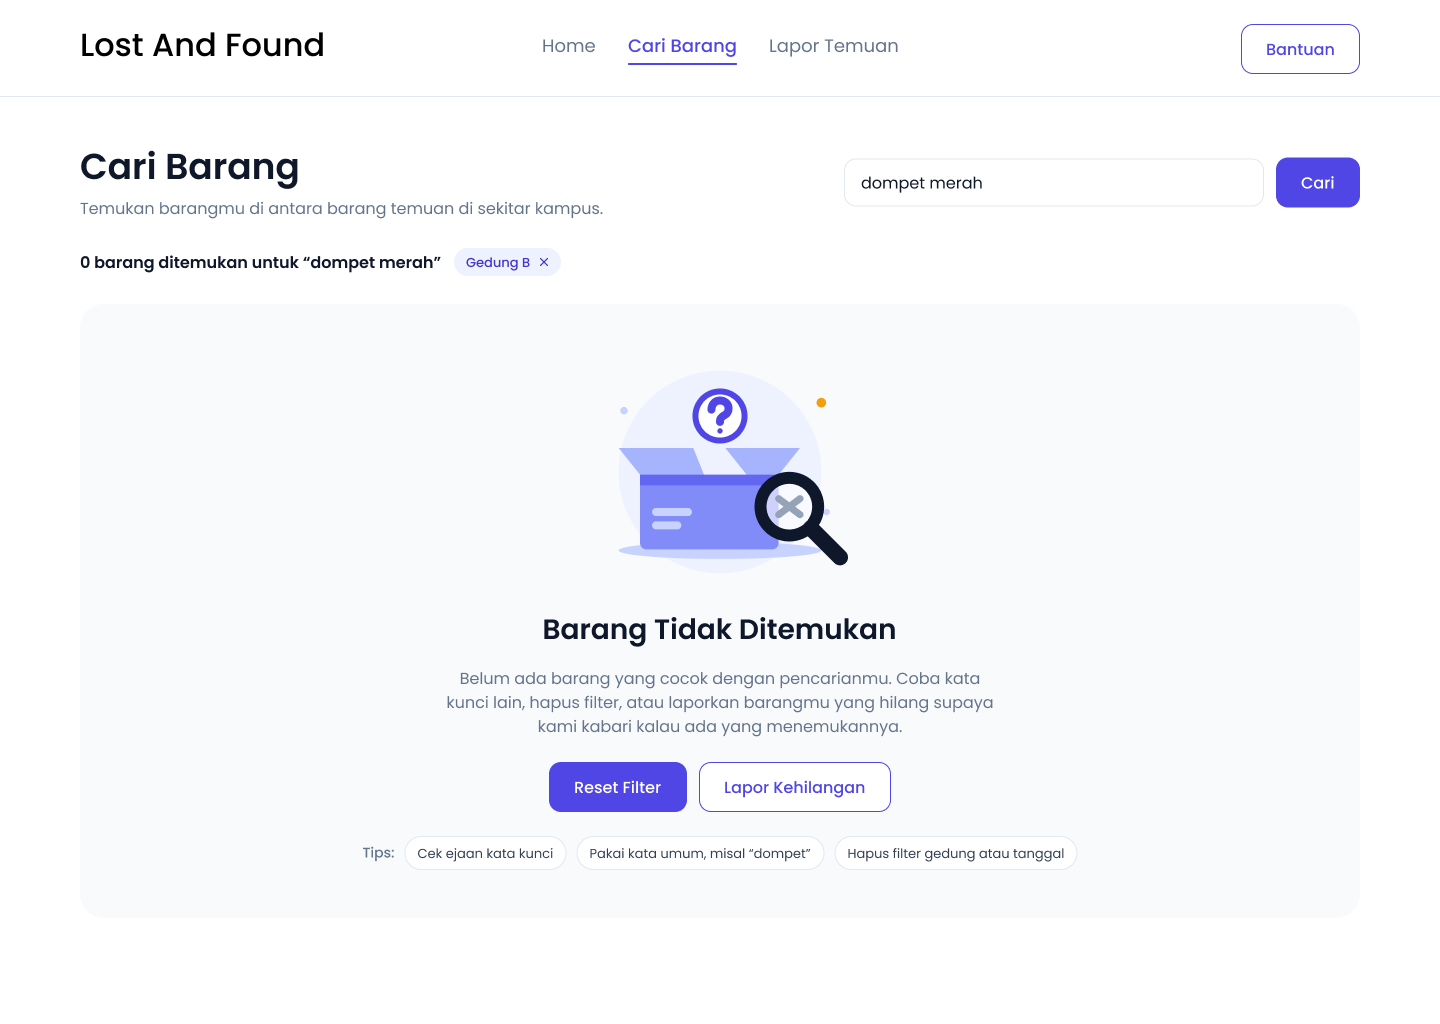 Lost And Found
Home
Cari Barang
Lapor Temuan
Bantuan
Cari Barang
Temukan barangmu di antara barang temuan di sekitar kampus.
dompet merah
Cari
0 barang ditemukan untuk “dompet merah”
Gedung B ×
?
Barang Tidak Ditemukan
Belum ada barang yang cocok dengan pencarianmu. Coba kata
kunci lain, hapus filter, atau laporkan barangmu yang hilang supaya
kami kabari kalau ada yang menemukannya.
Reset Filter
Lapor Kehilangan
Tips:
Cek ejaan kata kunci
Pakai kata umum, misal “dompet”
Hapus filter gedung atau tanggal